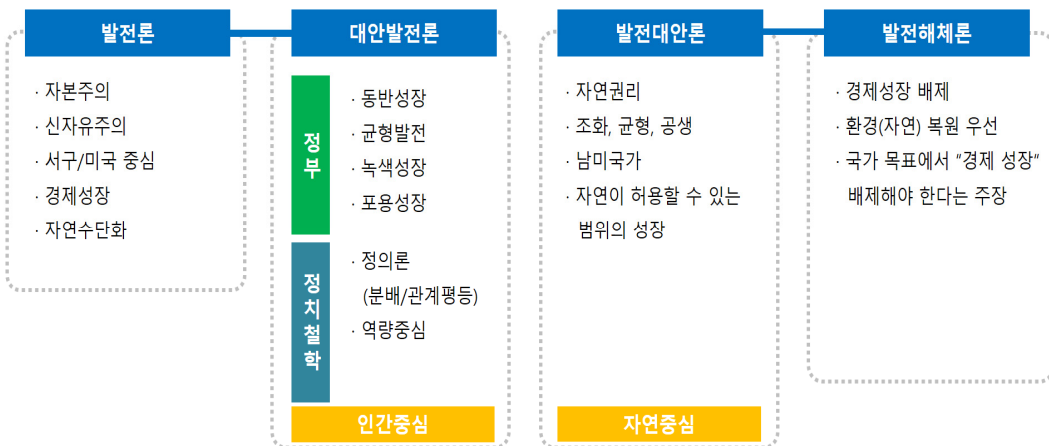 발전론
· 자본주의
· 신자유주의
· 서구/미국 중심
· 경제성장
· 자연수단화
대안발전론
정부
· 동반성장
· 균형발전
· 녹색성장
· 포용성장
정치철학
· 정의론
(분배/관계평등)
· 역량중심
인간중심
발전대안론
· 자연권리
· 조화, 균형, 공생
· 남미국가
· 자연이 허용할 수 있는
범위의 성장
자연중심
발전해체론
· 경제성장 배제
· 환경(자연) 복원 우선
· 국가 목표에서 “경제 성장“
배제해야 한다는 주장